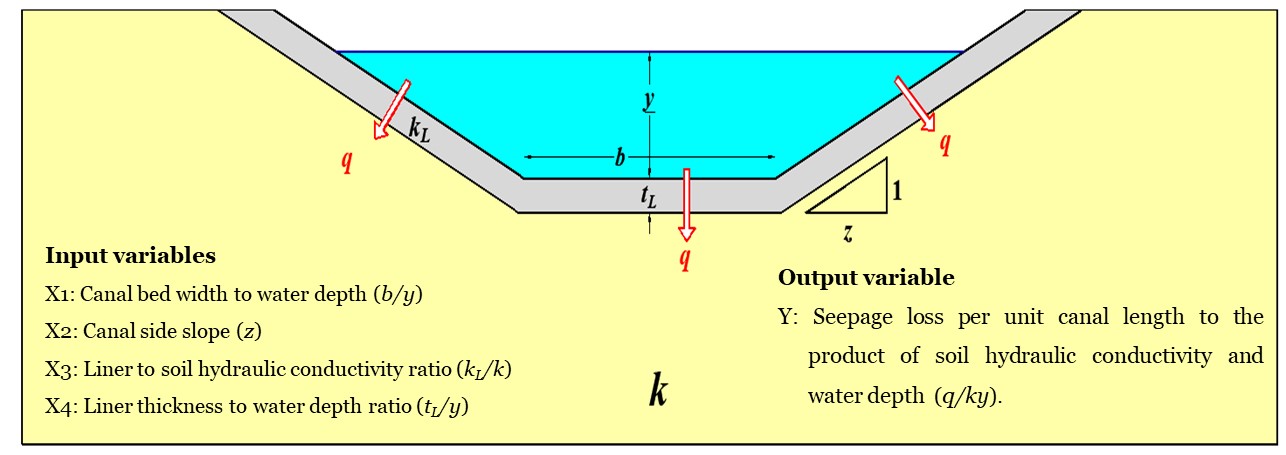 y
b
k_L
q
q
t_L
1
z
q
Input variables
X1: Canal bed width to water depth (b/y)
X2: Canal side slope (z)
X3: Liner to soil hydraulic conductivity ratio (k_L/k)
X4: Liner thickness to water depth ratio (t_L/y)
k
Output variable
Y: Seepage loss per unit canal length to the
product of soil hydraulic conductivity and
water depth (q/ky).